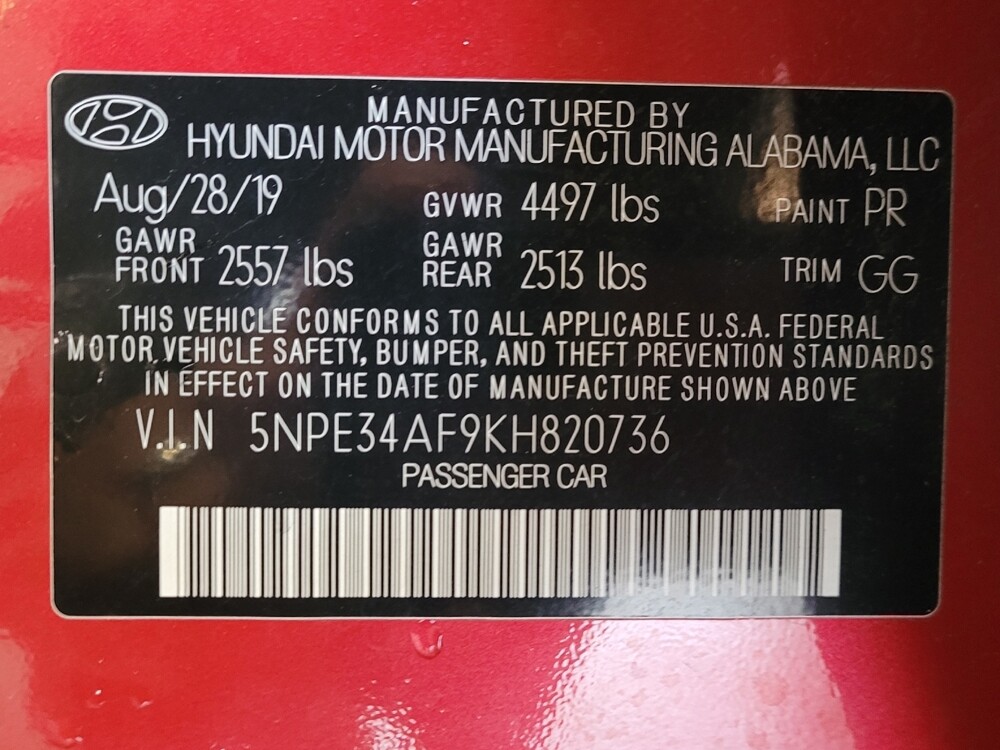 MANUFACTURED BY
HYUNDAI MOTOR MANUFACTURING ALABAMA, LLC
Aug/28/19 GVWR 4497 lbs PAINT PR
GAWR FRONT 2557 lbs GAWR REAR 2513 lbs TRIM GG
THIS VEHICLE CONFORMS TO ALL APPLICABLE U.S.A. FEDERAL
MOTOR VEHICLE SAFETY, BUMPER, AND THEFT PREVENTION STANDARDS
IN EFFECT ON THE DATE OF MANUFACTURE SHOWN ABOVE
V.I.N 5NPE34AF9KH820736
PASSENGER CAR